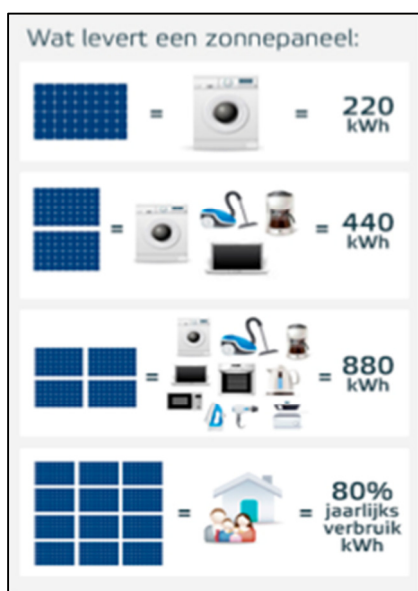 Wat levert een zonnepaneel:
= = 220
kWh
= = 440
kWh
= = 880
kWh
= = 80%
jaarlijks
verbruik
kWh